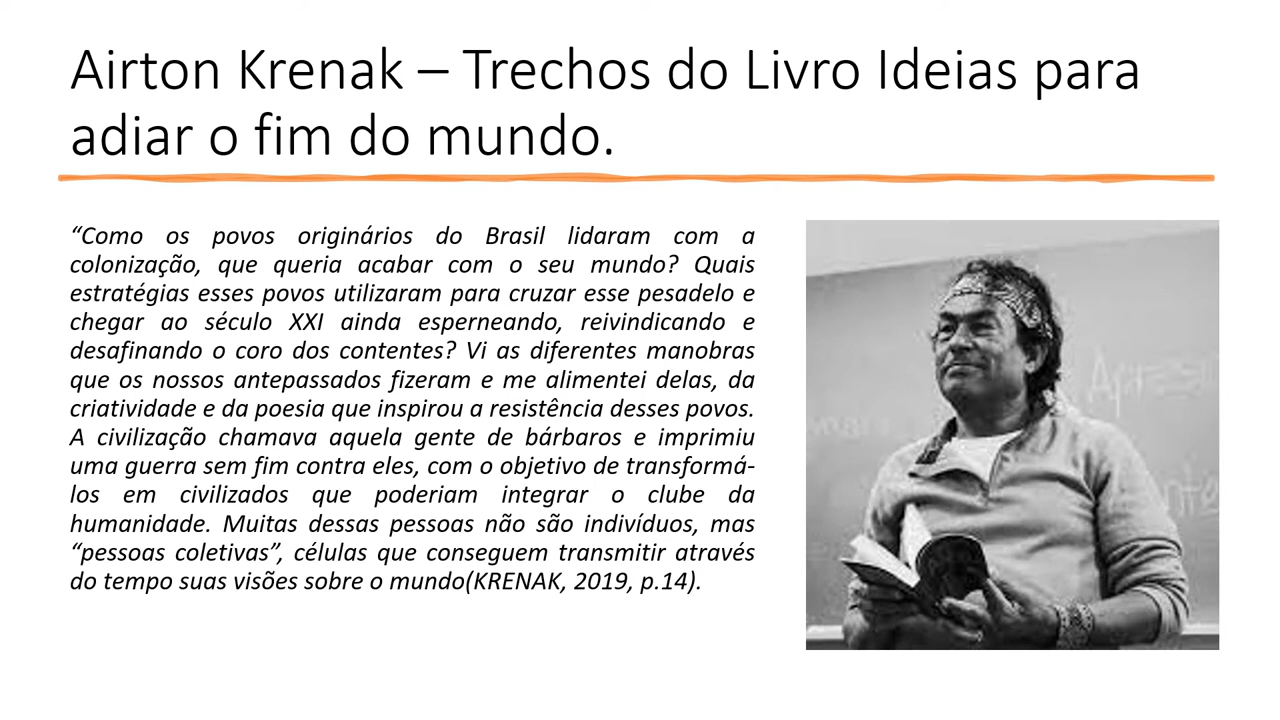 Airton Krenak – Trechos do Livro Ideias para
adiar o fim do mundo.
“Como os povos originários do Brasil lidaram com a
colonização, que queria acabar com o seu mundo? Quais
estratégias esses povos utilizaram para cruzar esse pesadelo e
chegar ao século XXI ainda esperneando, reivindicando e
desafinando o coro dos contentes? Vi as diferentes manobras
que os nossos antepassados fizeram e me alimentei delas, da
criatividade e da poesia que inspirou a resistência desses povos.
A civilização chamava aquela gente de bárbaros e imprimiu
uma guerra sem fim contra eles, com o objetivo de transformá-
los em civilizados que poderiam integrar o clube da
humanidade. Muitas dessas pessoas não são indivíduos, mas
“pessoas coletivas”, células que conseguem transmitir através
do tempo suas visões sobre o mundo(KRENAK, 2019, p.14).